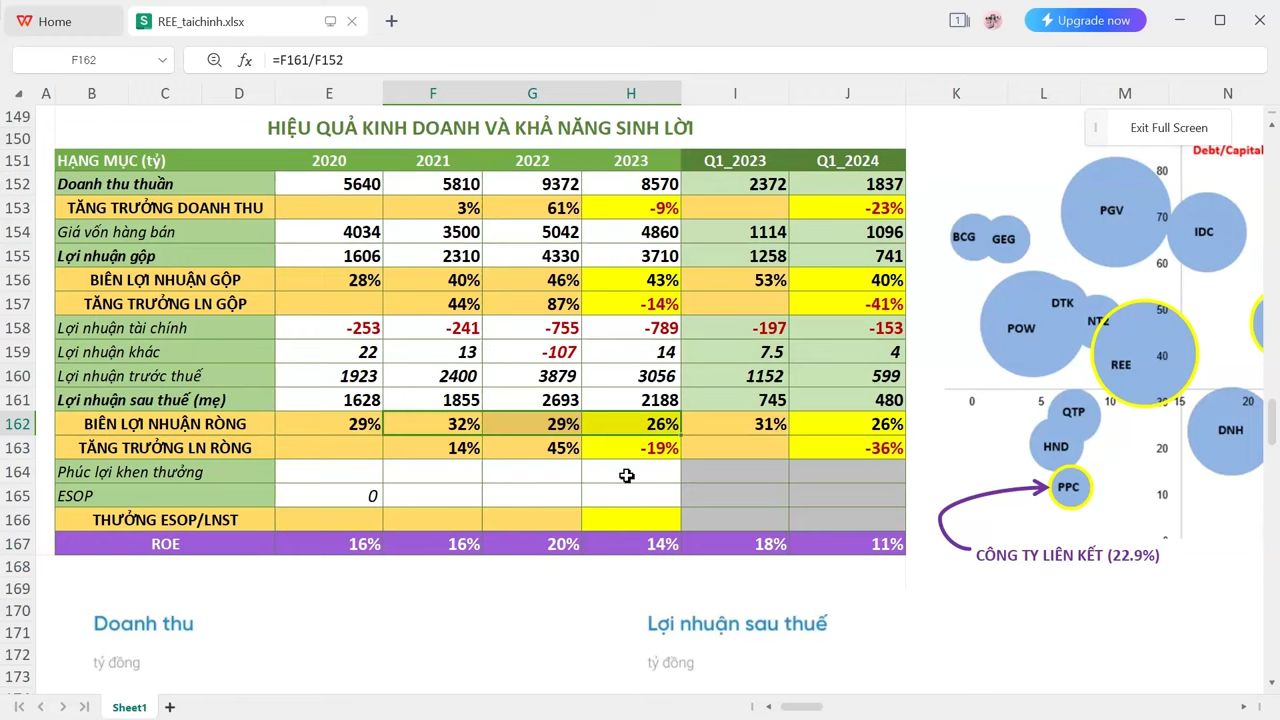 Home
REE_taichinh.xlsx
1
Upgrade now
F162
fx
=F161/F152
A B C D E F G H I J K L M N
149
150
HIỆU QUẢ KINH DOANH VÀ KHẢ NĂNG SINH LỜI
Exit Full Screen
151 HẠNG MỤC (tỷ) 2020 2021 2022 2023 Q1_2023 Q1_2024
152 Doanh thu thuần 5640 5810 9372 8570 2372 1837
153 TĂNG TRƯỞNG DOANH THU 3% 61% -9% -23%
154 Giá vốn hàng bán 4034 3500 5042 4860 1114 1096
155 Lợi nhuận gộp 1606 2310 4330 3710 1258 741
156 BIÊN LỢI NHUẬN GỘP 28% 40% 46% 43% 53% 40%
157 TĂNG TRƯỞNG LN GỘP 44% 87% -14% -41%
158 Lợi nhuận tài chính -253 -241 -755 -789 -197 -153
159 Lợi nhuận khác 22 13 -107 14 7.5 4
160 Lợi nhuận trước thuế 1923 2400 3879 3056 1152 599
161 Lợi nhuận sau thuế (mẹ) 1628 1855 2693 2188 745 480
162 BIÊN LỢI NHUẬN RÒNG 29% 32% 29% 26% 31% 26%
163 TĂNG TRƯỞNG LN RÒNG 14% 45% -19% -36%
164 Phúc lợi khen thưởng
165 ESOP 0
166 THƯỞNG ESOP/LNST
167 ROE 16% 16% 20% 14% 18% 11%
168
169
170
171
172
173
Debt/Capital
80
PGV
70
IDC
BCG GEG
60
DTK
50
POW
REE
40
0 5 10 15 20
QTP
DNH
HND
20
PPC
10
0
CÔNG TY LIÊN KẾT (22.9%)
Doanh thu
tỷ đồng
Lợi nhuận sau thuế
tỷ đồng
Sheet1